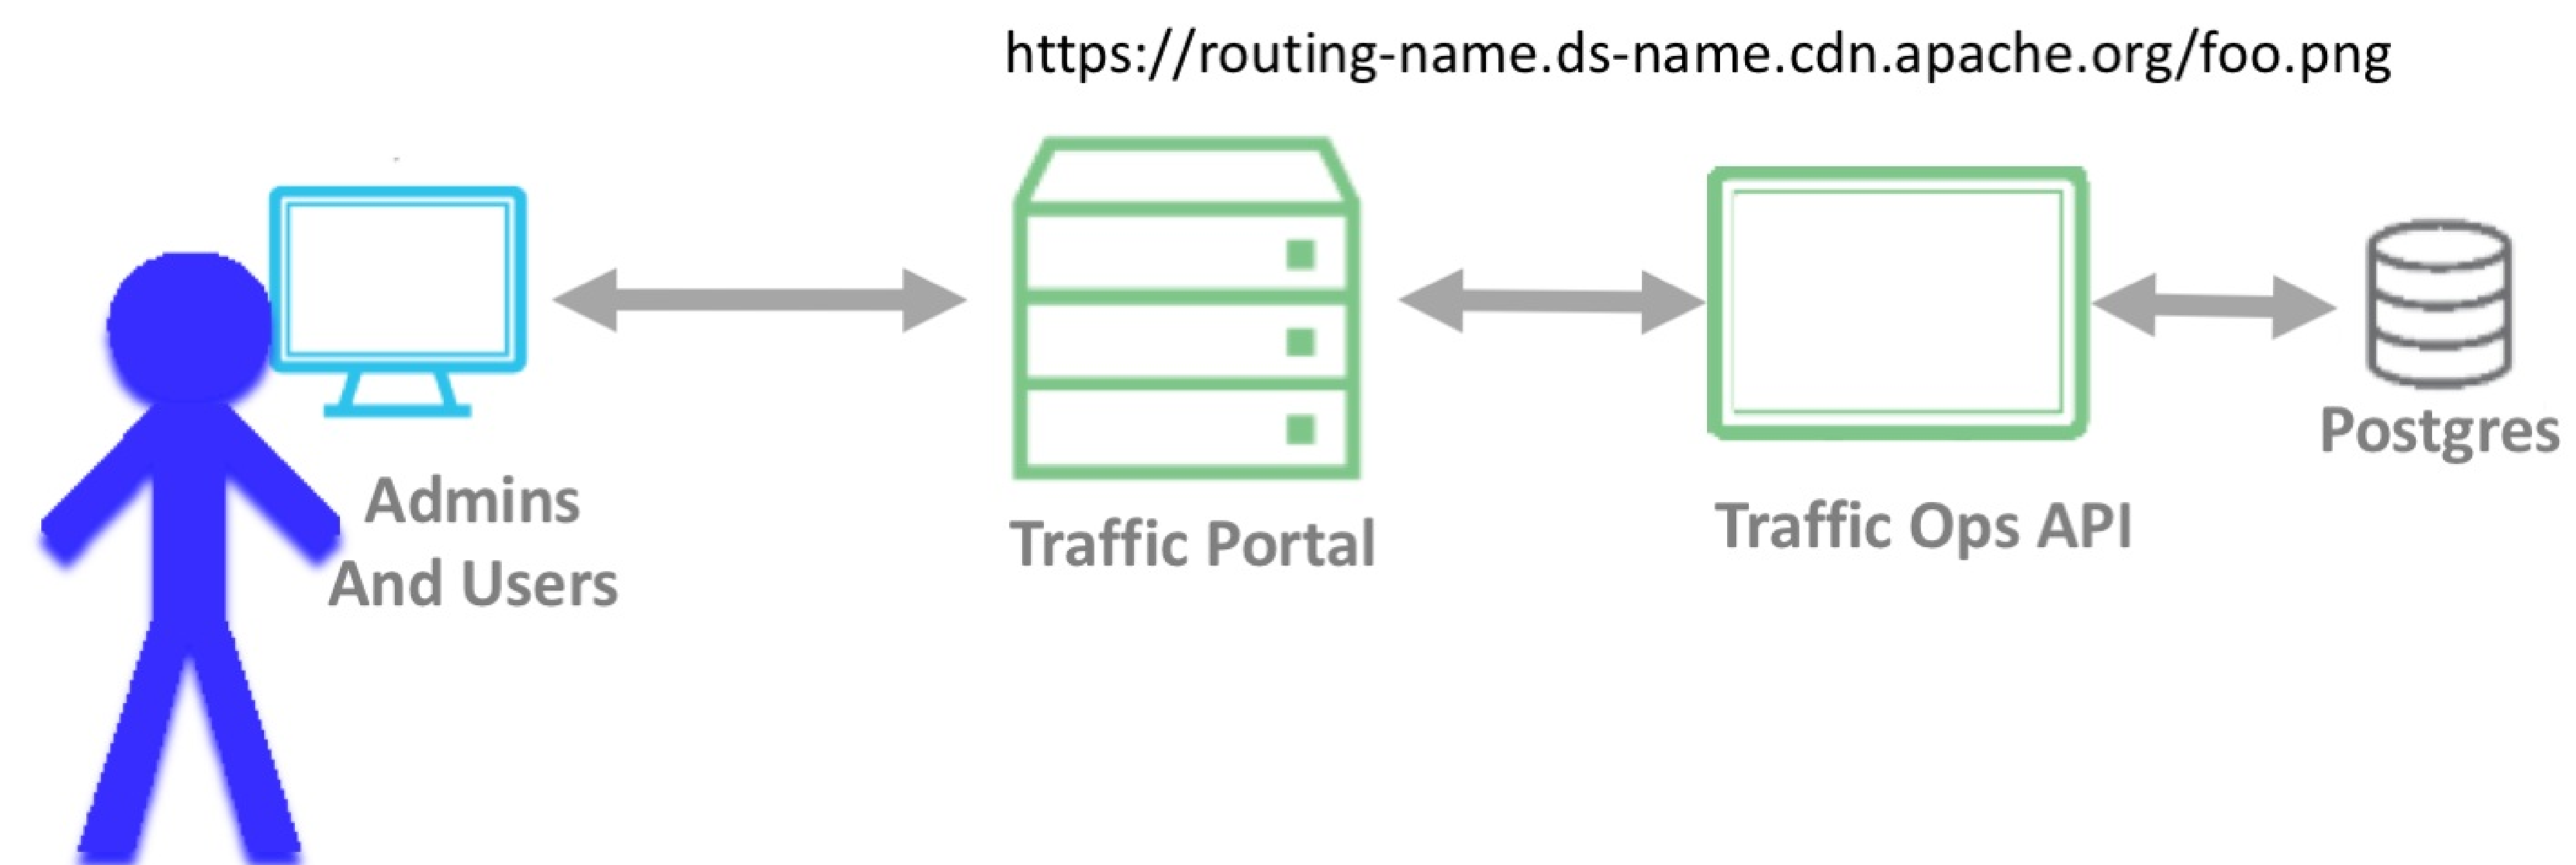 https://routing-name.ds-name.cdn.apache.org/foo.png
Admins
And Users
Traffic Portal
Traffic Ops API
Postgres